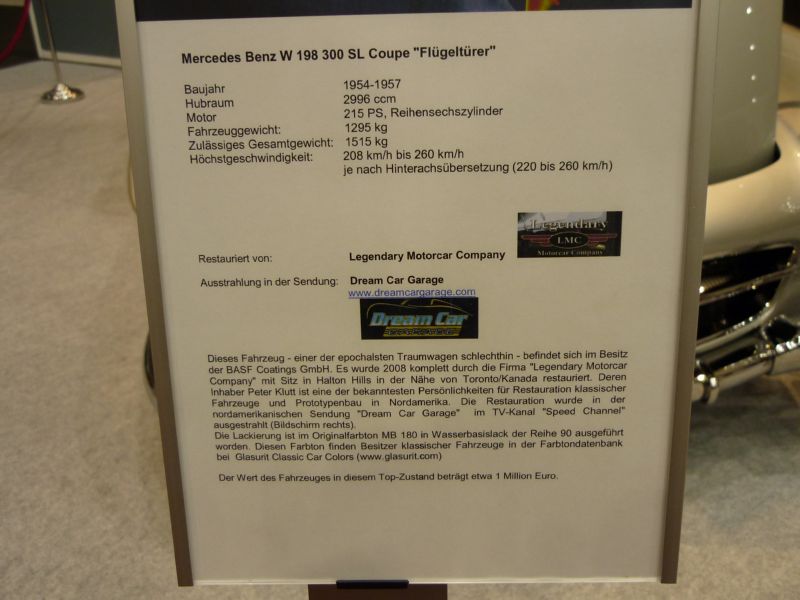 Mercedes Benz W 198 300 SL Coupe "Flügeltürer"
Baujahr 1954-1957
Hubraum 2996 ccm
Motor 215 PS, Reihensechszylinder
Fahrzeuggewicht: 1295 kg
Zulässiges Gesamtgewicht: 1515 kg
Höchstgeschwindigkeit: 208 km/h bis 260 km/h
je nach Hinterachsübersetzung (220 bis 260 km/h)
Legendary
LMC
Motorcar Company
Restauriert von: Legendary Motorcar Company
Ausstrahlung in der Sendung: Dream Car Garage
www.dreamcargarage.com
Dream Car
GARAGE
Dieses Fahrzeug - einer der epochalsten Traumwagen schlechthin - befindet sich im Besitz
der BASF Coatings GmbH. Es wurde 2008 komplett durch die Firma "Legendary Motorcar
Company" mit Sitz in Halton Hills in der Nähe von Toronto/Kanada restauriert. Deren
Inhaber Peter Klutt ist eine der bekanntesten Persönlichkeiten für Restauration klassischer
Fahrzeuge und Prototypenbau in Nordamerika. Die Restauration wurde in der
nordamerikanischen Sendung "Dream Car Garage" im TV-Kanal "Speed Channel"
ausgestrahlt (Bildschirm rechts).
Die Lackierung ist im Originalfarbton MB 180 in Wasserbasislack der Reihe 90 ausgeführt
worden. Diesen Farbton finden Besitzer klassischer Fahrzeuge in der Farbtondatenbank
bei Glasurit Classic Car Colors (www.glasurit.com)
Der Wert des Fahrzeuges in diesem Top-Zustand beträgt etwa 1 Million Euro.